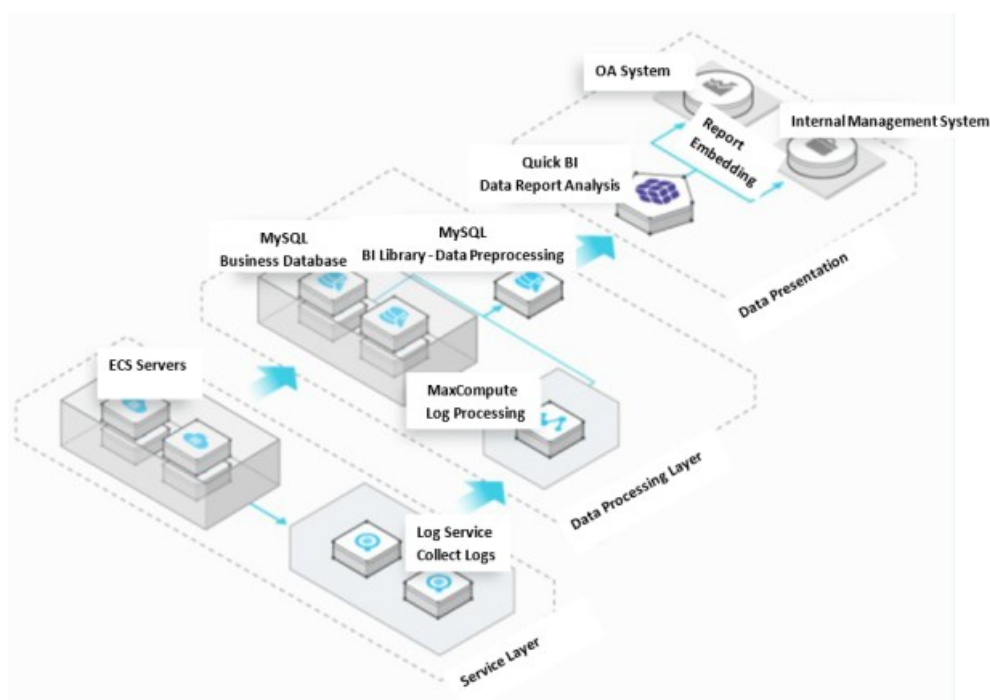 OA System
Internal Management System
Report
Embedding
Quick BI
Data Report Analysis
MySQL
Business Database
MySQL
BI Library - Data Preprocessing
Data Presentation
ECS Servers
MaxCompute
Log Processing
Data Processing Layer
Log Service
Collect Logs
Service Layer